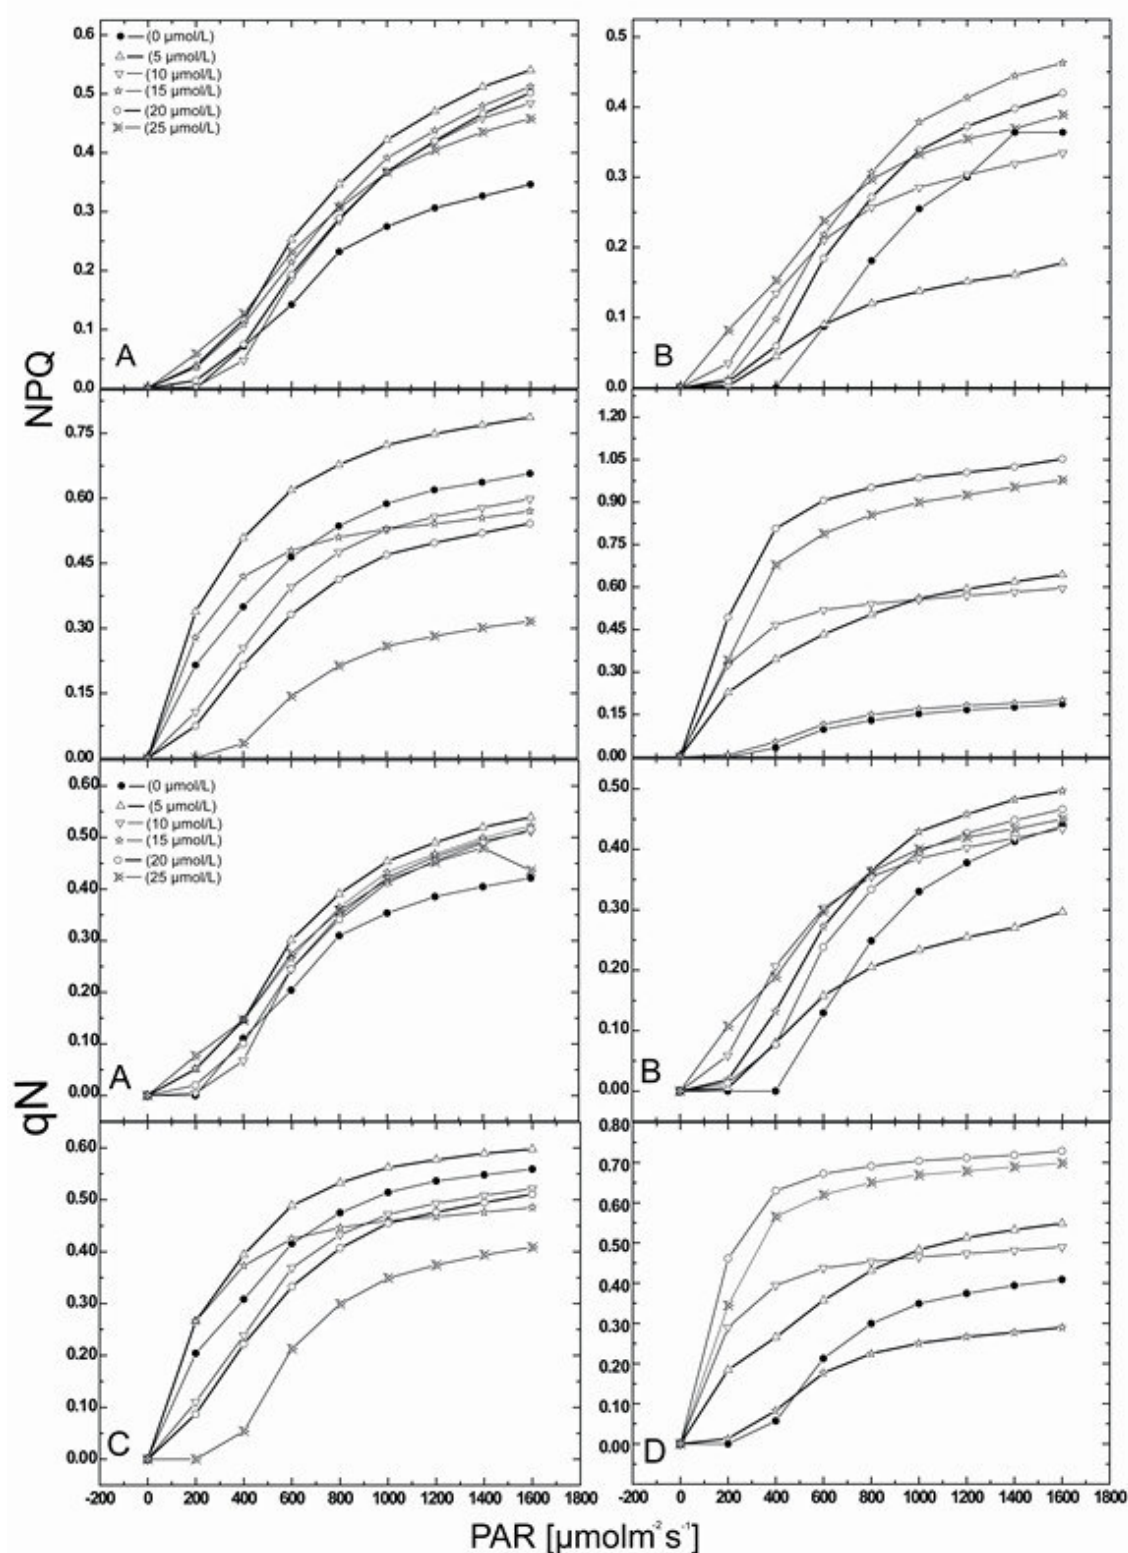 0.6
0.5
0.4
0.3
0.2
0.1
0.0
(0 µmol/L)
(5 µmol/L)
(10 µmol/L)
(15 µmol/L)
(20 µmol/L)
(25 µmol/L)
A
0.5
0.4
0.3
0.2
0.1
0.0
B
NPQ
0.75
0.60
0.45
0.30
0.15
0.00
1.20
1.05
0.90
0.75
0.60
0.45
0.30
0.15
0.00
0.60
0.50
0.40
0.30
0.20
0.10
0.00
(0 µmol/L)
(5 µmol/L)
(10 µmol/L)
(15 µmol/L)
(20 µmol/L)
(25 µmol/L)
A
0.50
0.40
0.30
0.20
0.10
0.00
B
qN
0.60
0.50
0.40
0.30
0.20
0.10
0.00
C
0.80
0.70
0.60
0.50
0.40
0.30
0.20
0.10
0.00
D
-200 0 200 400 600 800 1000 1200 1400 1600 1800
-200 0 200 400 600 800 1000 1200 1400 1600 1800
PAR [µmolm⁻²s⁻¹]